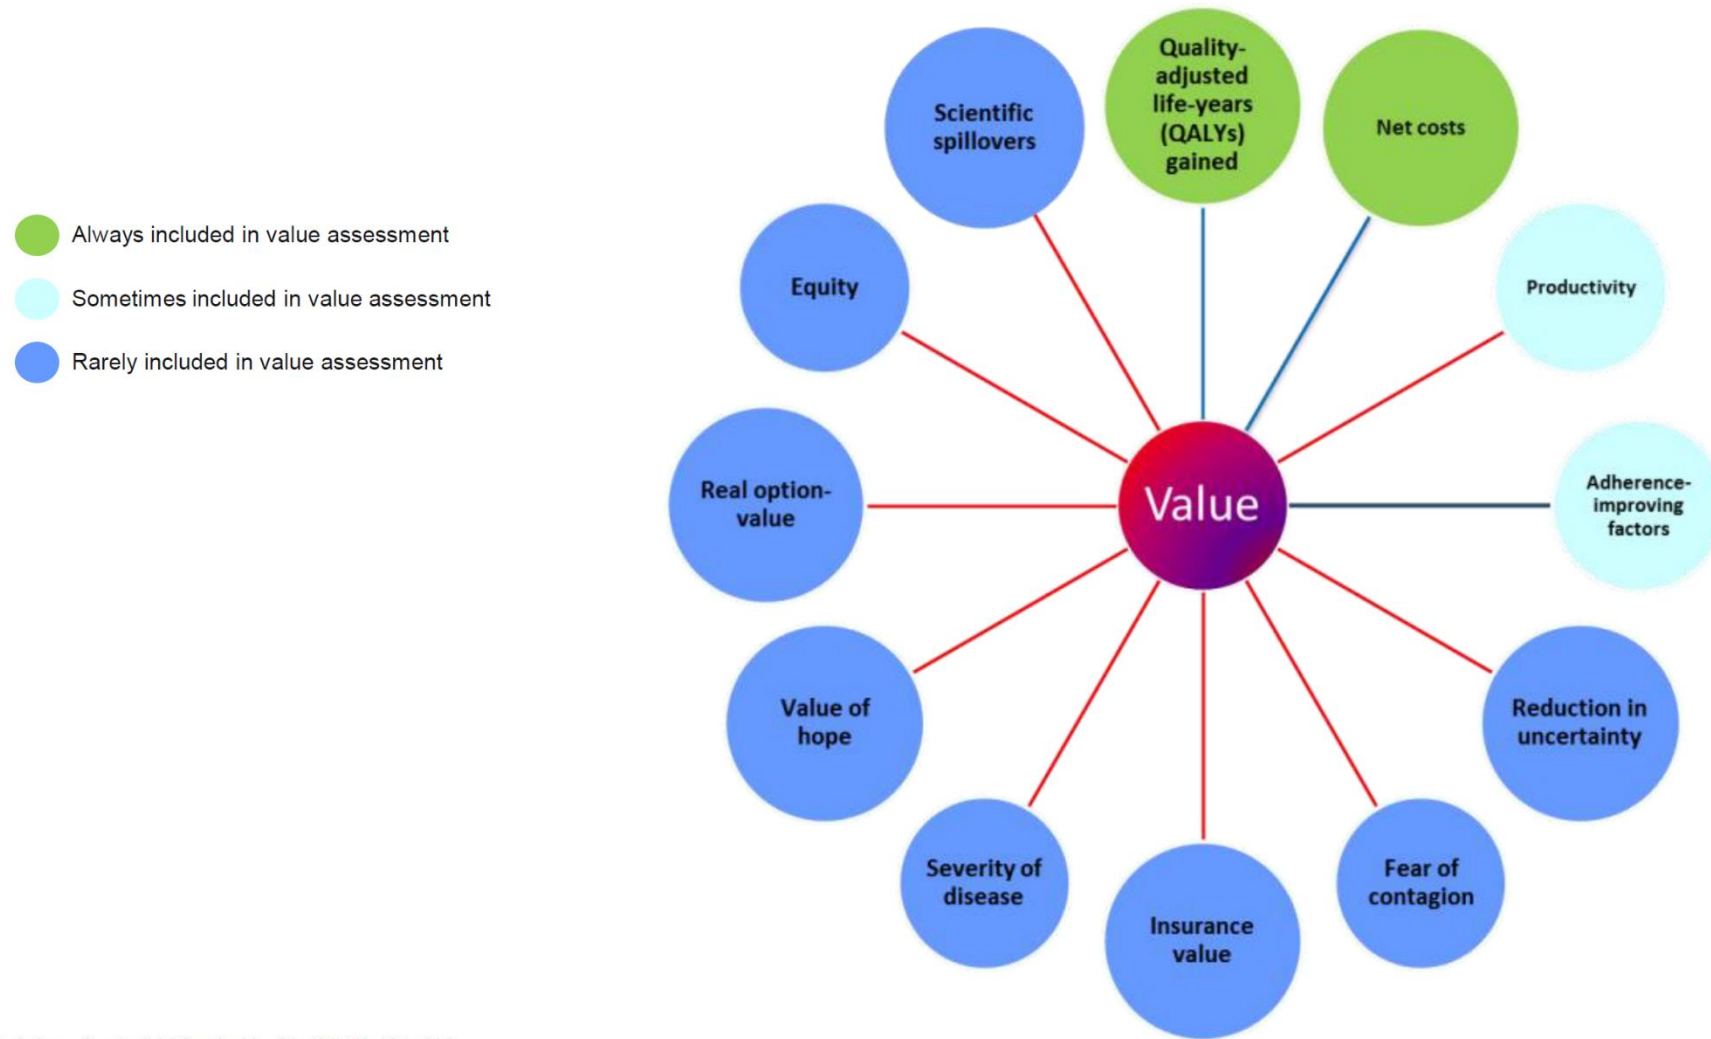 Always included in value assessment
Sometimes included in value assessment
Rarely included in value assessment
Quality-
adjusted
life-years
(QALYs)
gained
Net costs
Productivity
Adherence-
improving
factors
Reduction in
uncertainty
Fear of
contagion
Insurance
value
Severity of
disease
Value of
hope
Real option-
value
Equity
Scientific
spillovers
Value